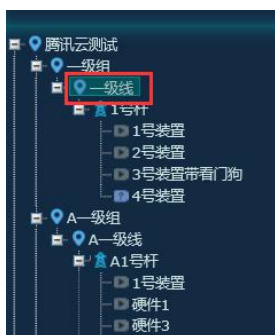 腾讯云测试
一级组
一级线
1号杆
1号装置
2号装置
3号装置带看门狗
4号装置
A一级组
A一级线
A1号杆
1号装置
硬件1
硬件3